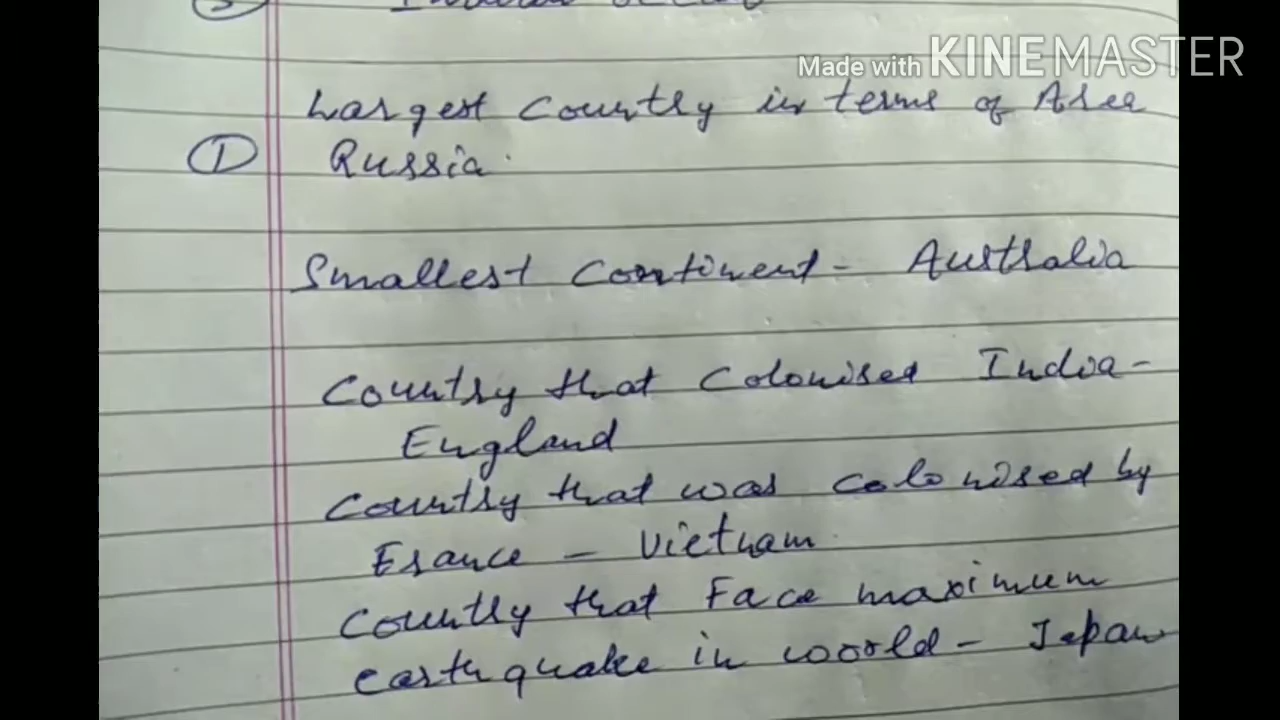 Made with KINEMASTER
Largest Country in terms of Area
① Russia.
Smallest Continent - Australia
Country that Colonised India -
England
Country that was colonised by
France - Vietnam.
Country that Face maximum
earthquake in world - Japan